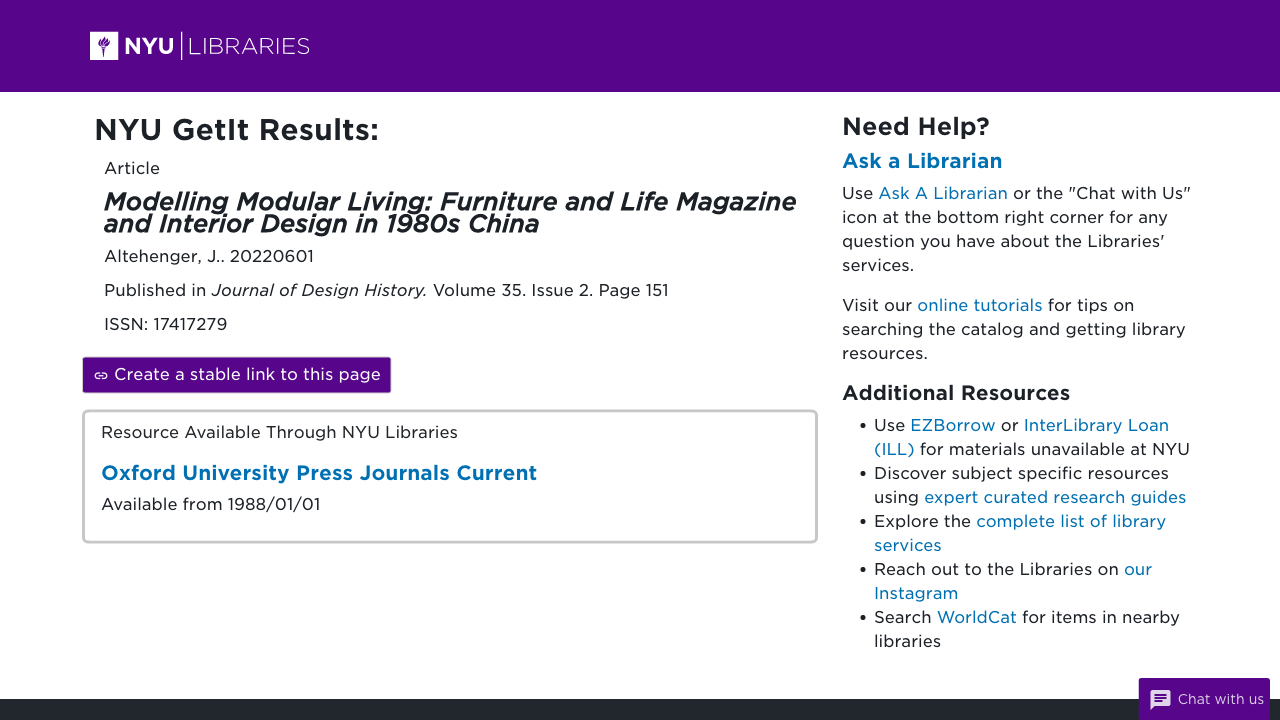 NYU LIBRARIES
NYU GetIt Results:
Article
Modelling Modular Living: Furniture and Life Magazine
and Interior Design in 1980s China
Altehenger, J.. 20220601
Published in Journal of Design History. Volume 35. Issue 2. Page 151
ISSN: 17417279
Create a stable link to this page
Resource Available Through NYU Libraries
Oxford University Press Journals Current
Available from 1988/01/01
Need Help?
Ask a Librarian
Use Ask A Librarian or the "Chat with Us"
icon at the bottom right corner for any
question you have about the Libraries'
services.
Visit our online tutorials for tips on
searching the catalog and getting library
resources.
Additional Resources
• Use EZBorrow or InterLibrary Loan
(ILL) for materials unavailable at NYU
• Discover subject specific resources
using expert curated research guides
• Explore the complete list of library
services
• Reach out to the Libraries on our
Instagram
• Search WorldCat for items in nearby
libraries
Chat with us